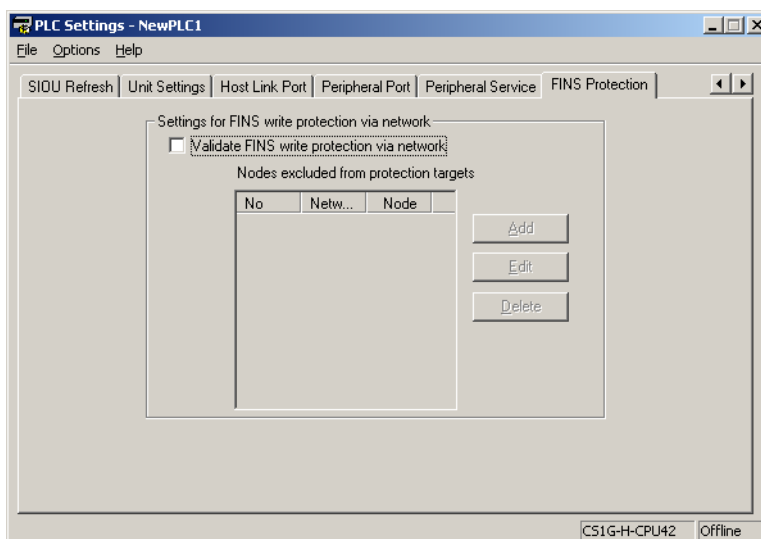 PLC Settings - NewPLC1
File Options Help
SIOU Refresh Unit Settings Host Link Port Peripheral Port Peripheral Service FINS Protection
Settings for FINS write protection via network
Validate FINS write protection via network
Nodes excluded from protection targets
No Netw... Node
Add
Edit
Delete
CS1G-H-CPU42 Offline